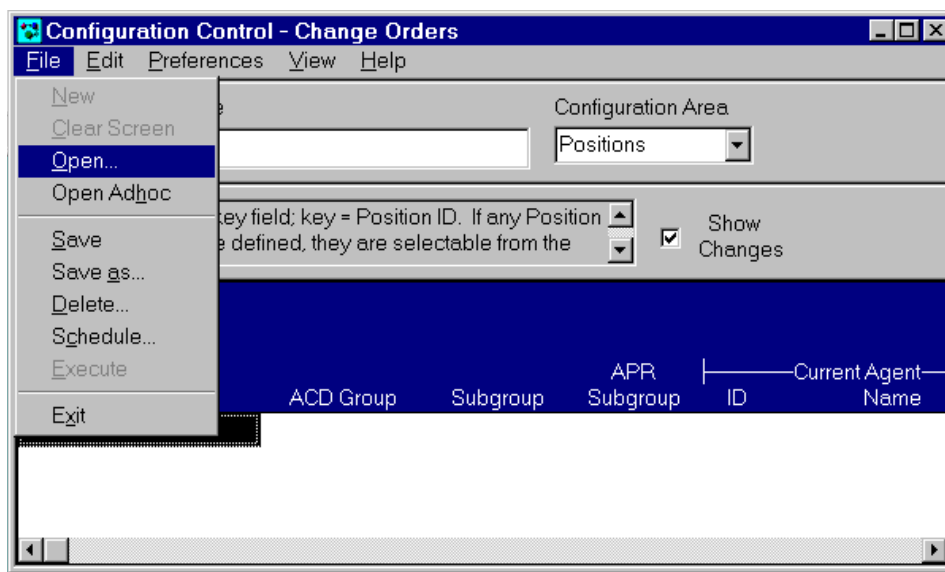 Configuration Control - Change Orders
File Edit Preferences View Help
New
Clear Screen
Open...
Open Adhoc
Save
Save as...
Delete...
Schedule...
Execute
Exit
Configuration Area
Positions
key field; key = Position ID. If any Position
defined, they are selectable from the
Show
Changes
APR
Current Agent
ACD Group Subgroup Subgroup ID Name